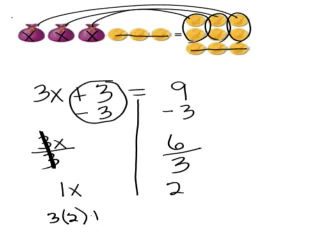 x x x = 
3x + 3 = 9
- 3 - 3
3x/3 6/3
1x 2
3(2)